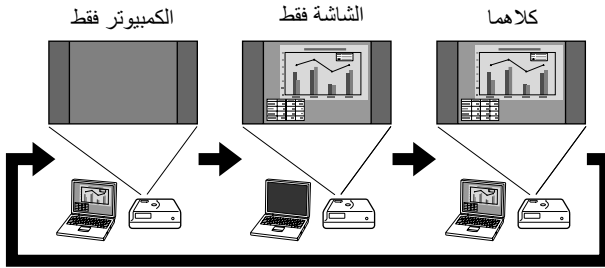 كلاهما
الشاشة فقط
الكمبيوتر فقط